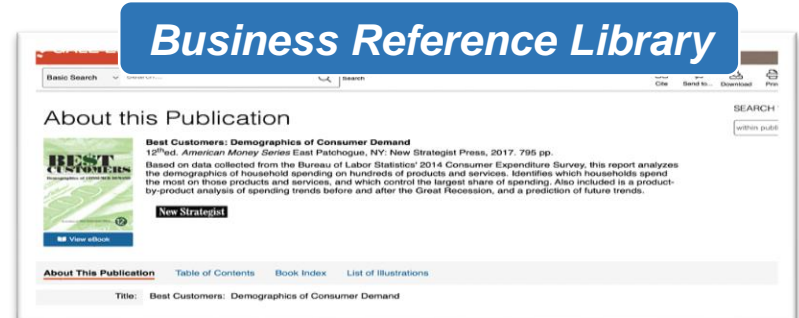 Business Reference Library
Basic Search
Search
Cite Send to... Download Print
About this Publication
SEARCH
within publi
BEST
CUSTOMERS
Demographics of CONSUMER DEMAND
12
View eBook
Best Customers: Demographics of Consumer Demand
12thed. American Money Series East Patchogue, NY: New Strategist Press, 2017. 795 pp.
Based on data collected from the Bureau of Labor Statistics' 2014 Consumer Expenditure Survey, this report analyzes
the demographics of household spending on hundreds of products and services. Identifies which households spend
the most on those products and services, and which control the largest share of spending. Also included is a product-
by-product analysis of spending trends before and after the Great Recession, and a prediction of future trends.
New Strategist
About This Publication Table of Contents Book Index List of Illustrations
Title: Best Customers: Demographics of Consumer Demand